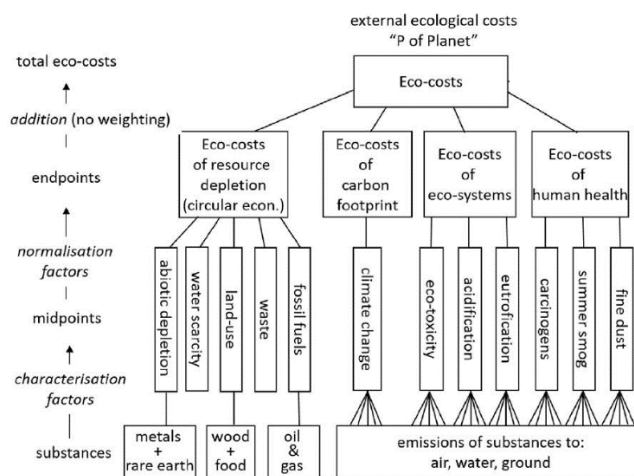 external ecological costs
"P of Planet"
total eco-costs
Eco-costs
addition (no weighting)
Eco-costs
of resource
depletion
(circular econ.)
Eco-costs
of
carbon
footprint
Eco-costs
of
eco-systems
Eco-costs
of
human health
endpoints
normalisation
factors
abiotic depletion
water scarcity
land-use
waste
fossil fuels
climate change
eco-toxicity
acidification
eutrofication
carcinogens
summer smog
fine dust
midpoints
characterisation
factors
substances
metals
+
rare earth
wood
+
food
oil
&
gas
emissions of substances to:
air, water, ground